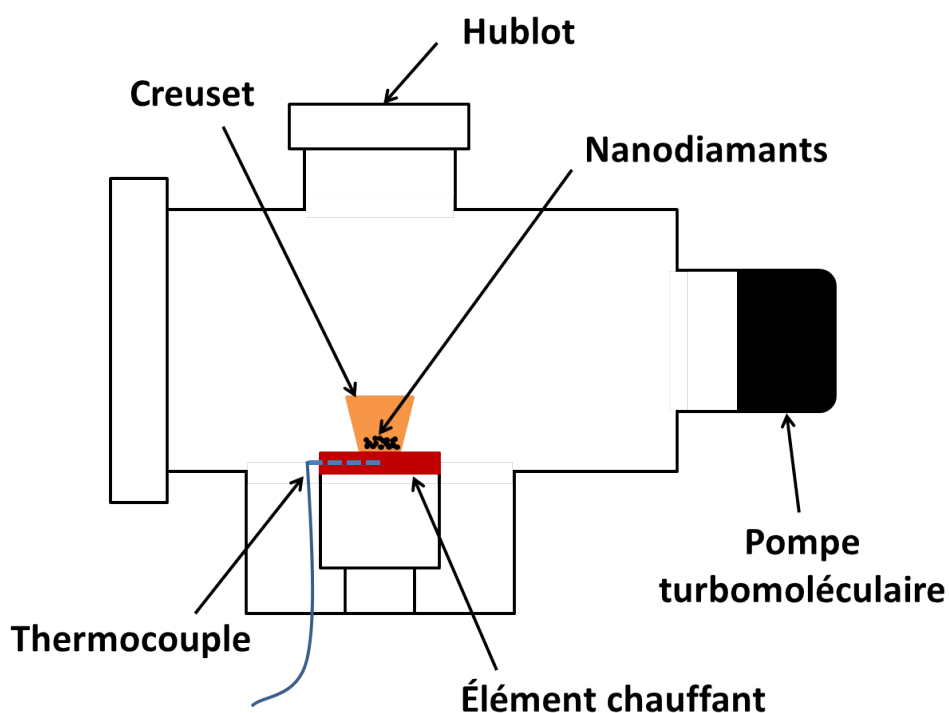 Hublot
Creuset
Nanodiamants
Pompe
turbomoléculaire
Thermocouple
Élément chauffant